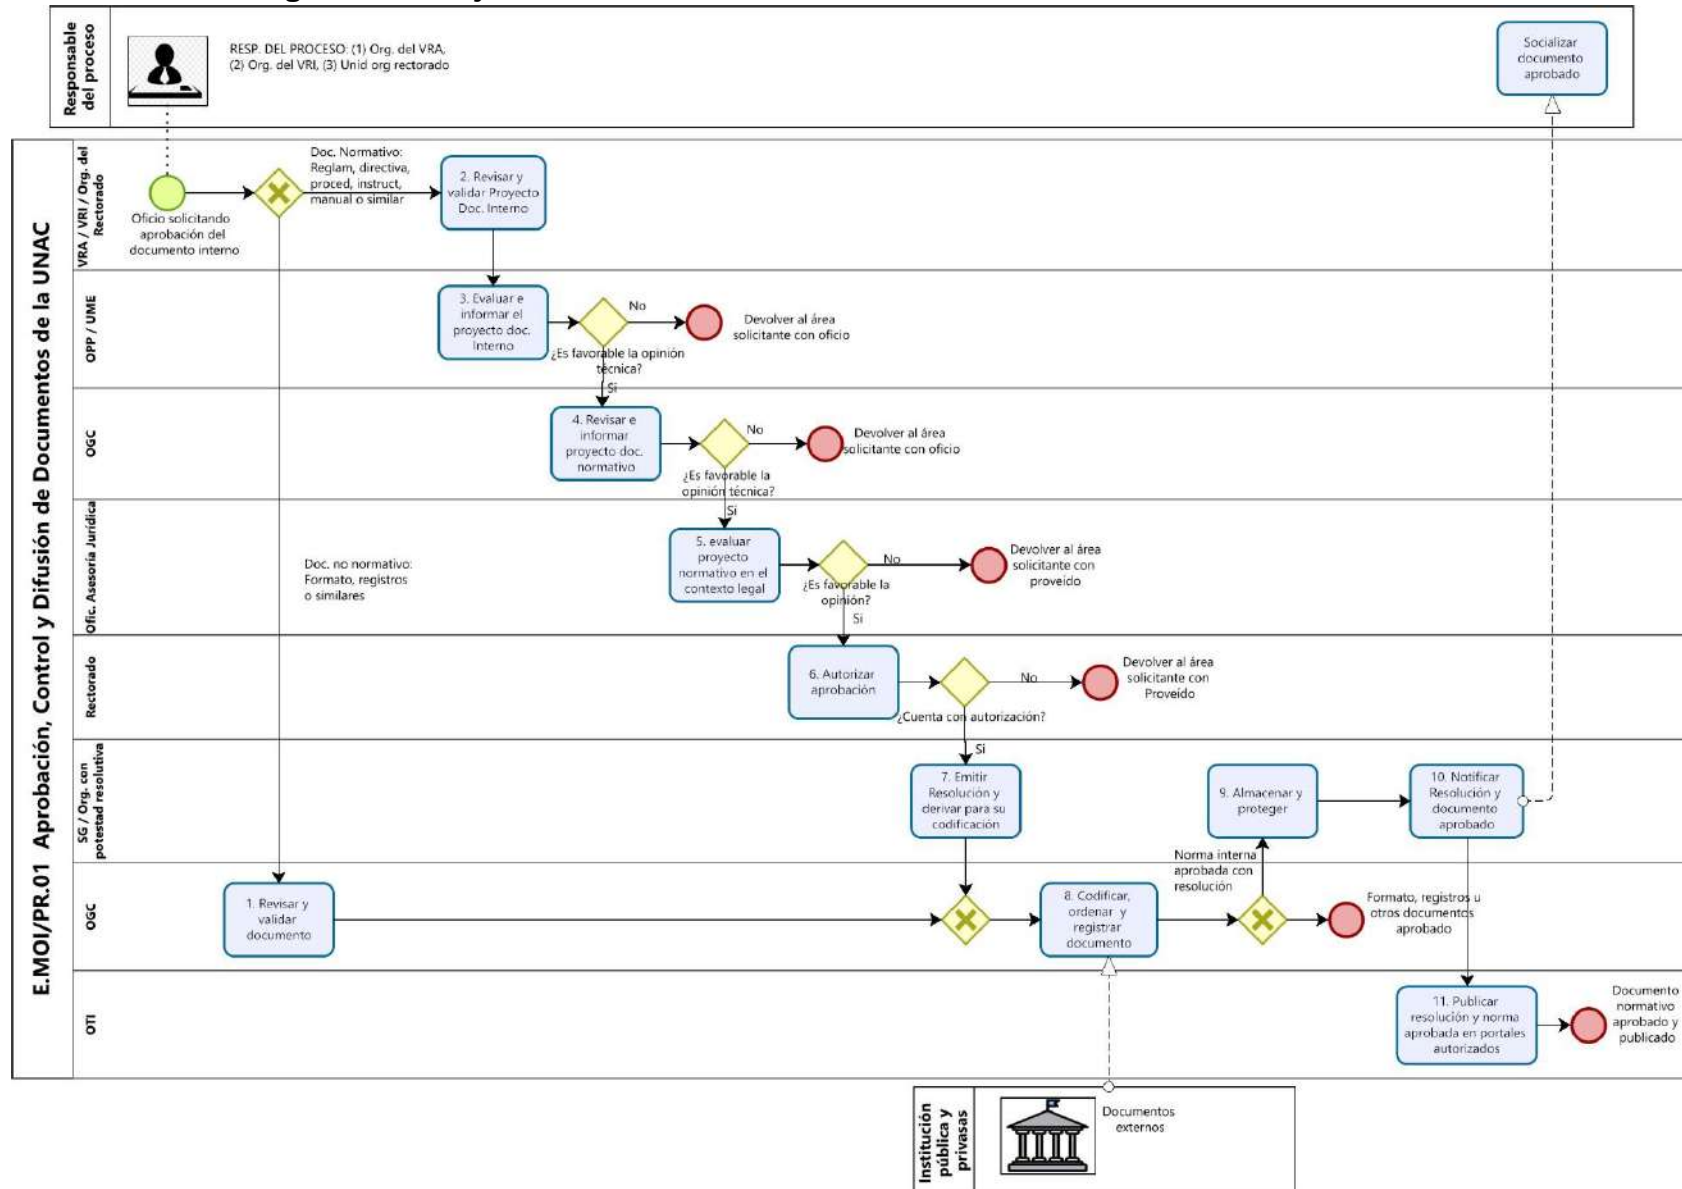 Responsable
del proceso
RESP. DEL PROCESO: (1) Org. del VRA,
(2) Org. del VRI, (3) Unid org rectorado
Socializar
documento
aprobado
E.MOI/PR.01 Aprobación, Control y Difusión de Documentos de la UNAC
VRA / VRI / Org. del
Rectorado
Oficio solicitando
aprobación del
documento interno
Doc. Normativo:
Reglam, directiva,
proced, instruct,
manual o similar
2. Revisar y
validar Proyecto
Doc. Interno
OPP / UME
3. Evaluar e
informar el
proyecto doc.
Interno
No
¿Es favorable la opinión
técnica?
Si
Devolver al área
solicitante con oficio
OGC
4. Revisar e
informar
proyecto doc.
normativo
No
¿Es favorable la
opinión técnica?
Si
Devolver al área
solicitante con oficio
Ofic. Asesoría Jurídica
Doc. no normativo:
Formato, registros
o similares
5. evaluar
proyecto
normativo en el
contexto legal
No
¿Es favorable la
opinión?
Si
Devolver al área
solicitante con
proveído
Rectorado
6. Autorizar
aprobación
No
¿Cuenta con autorización?
Si
Devolver al área
solicitante con
Proveído
SG / Org. con
potestad resolutiva
7. Emitir
Resolución y
derivar para su
codificación
9. Almacenar y
proteger
10. Notificar
Resolución y
documento
aprobado
Norma interna
aprobada con
resolución
OGC
1. Revisar y
validar
documento
8. Codificar,
ordenar y
registrar
documento
Formato, registros u
otros documentos
aprobado
OTI
11. Publicar
resolución y norma
aprobada en portales
autorizados
Documento
normativo
aprobado y
publicado
Institución
pública y
privasas
Documentos
externos